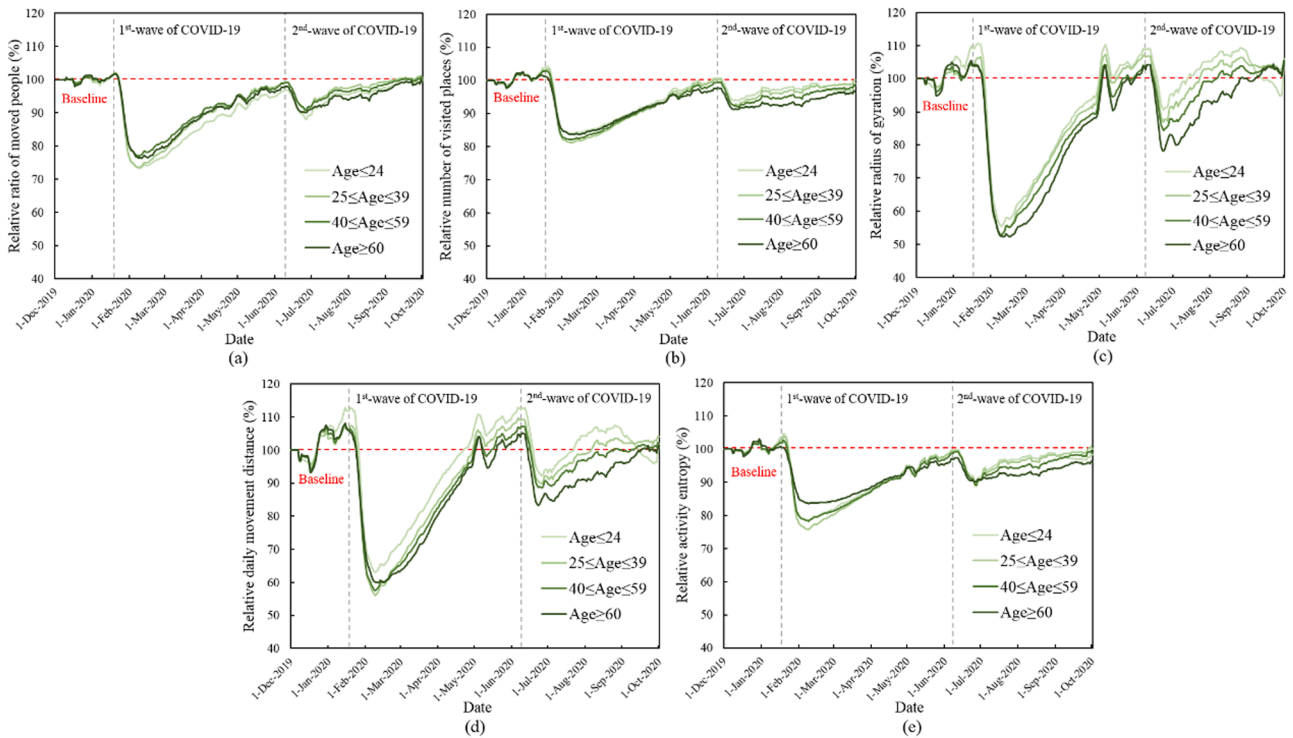 Relative ratio of moved people (%)
120
110
100
90
80
70
60
50
40
1st-wave of COVID-19
2nd-wave of COVID-19
Baseline
Age≤24
25≤Age≤39
40≤Age≤59
Age≥60
1-Dec-2019
1-Jan-2020
1-Feb-2020
1-Mar-2020
1-Apr-2020
1-May-2020
1-Jun-2020
1-Jul-2020
1-Aug-2020
1-Sep-2020
1-Oct-2020
Date
(a)
Relative number of visited places (%)
120
110
100
90
80
70
60
50
40
1st-wave of COVID-19
2nd-wave of COVID-19
Baseline
Age≤24
25≤Age≤39
40≤Age≤59
Age≥60
1-Dec-2019
1-Jan-2020
1-Feb-2020
1-Mar-2020
1-Apr-2020
1-May-2020
1-Jun-2020
1-Jul-2020
1-Aug-2020
1-Sep-2020
1-Oct-2020
Date
(b)
Relative radius of gyration (%)
120
110
100
90
80
70
60
50
40
1st-wave of COVID-19
2nd-wave of COVID-19
Baseline
Age≤24
25≤Age≤39
40≤Age≤59
Age≥60
1-Dec-2019
1-Jan-2020
1-Feb-2020
1-Mar-2020
1-Apr-2020
1-May-2020
1-Jun-2020
1-Jul-2020
1-Aug-2020
1-Sep-2020
1-Oct-2020
Date
(c)
Relative daily movement distance (%)
120
110
100
90
80
70
60
50
40
1st-wave of COVID-19
2nd-wave of COVID-19
Baseline
Age≤24
25≤Age≤39
40≤Age≤59
Age≥60
1-Dec-2019
1-Jan-2020
1-Feb-2020
1-Mar-2020
1-Apr-2020
1-May-2020
1-Jun-2020
1-Jul-2020
1-Aug-2020
1-Sep-2020
1-Oct-2020
Date
(d)
Relative activity entropy (%)
120
110
100
90
80
70
60
50
40
1st-wave of COVID-19
2nd-wave of COVID-19
Baseline
Age≤24
25≤Age≤39
40≤Age≤59
Age≥60
1-Dec-2019
1-Jan-2020
1-Feb-2020
1-Mar-2020
1-Apr-2020
1-May-2020
1-Jun-2020
1-Jul-2020
1-Aug-2020
1-Sep-2020
1-Oct-2020
Date
(e)